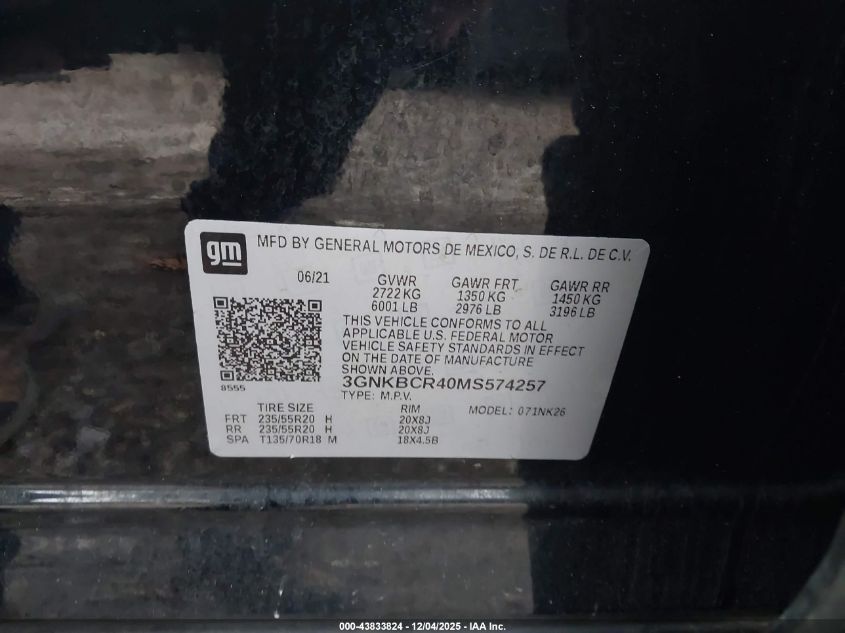 gm
MFD BY GENERAL MOTORS DE MEXICO, S. DE R.L. DE C.V.
06/21 GVWR GAWR FRT GAWR RR
2722 KG 1350 KG 1450 KG
6001 LB 2976 LB 3196 LB
THIS VEHICLE CONFORMS TO ALL
APPLICABLE U.S. FEDERAL MOTOR
VEHICLE SAFETY STANDARDS IN EFFECT
ON THE DATE OF MANUFACTURE
SHOWN ABOVE.
8555 3GNKBCR40MS574257
TYPE: M.P.V.
TIRE SIZE RIM MODEL: 071NK26
FRT 235/55R20 H 20X8J
RR 235/55R20 H 20X8J
SPA T135/70R18 M 18X4.5B
000-43833824 - 12/04/2025 - IAA Inc.